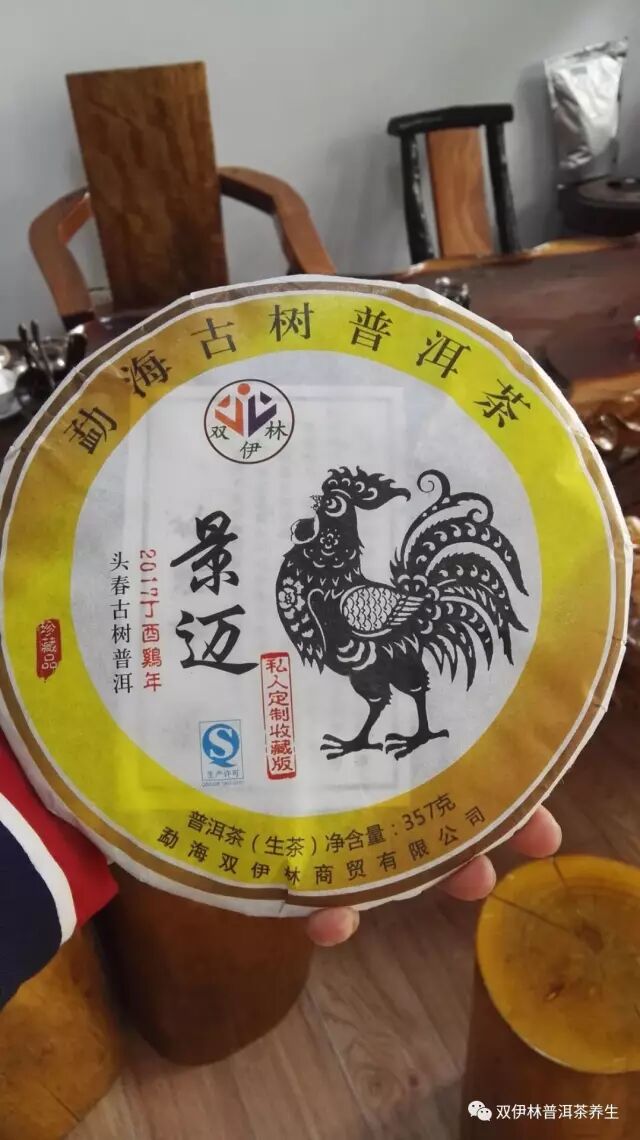 勐海古树普洱茶
双伊林
景迈
2017丁酉鷄年
头春古树普洱
珍藏品
私人定制收藏版
生产许可
普洱茶（生茶）净含量：357克
勐海双伊林商贸有限公司
双伊林普洱茶养生